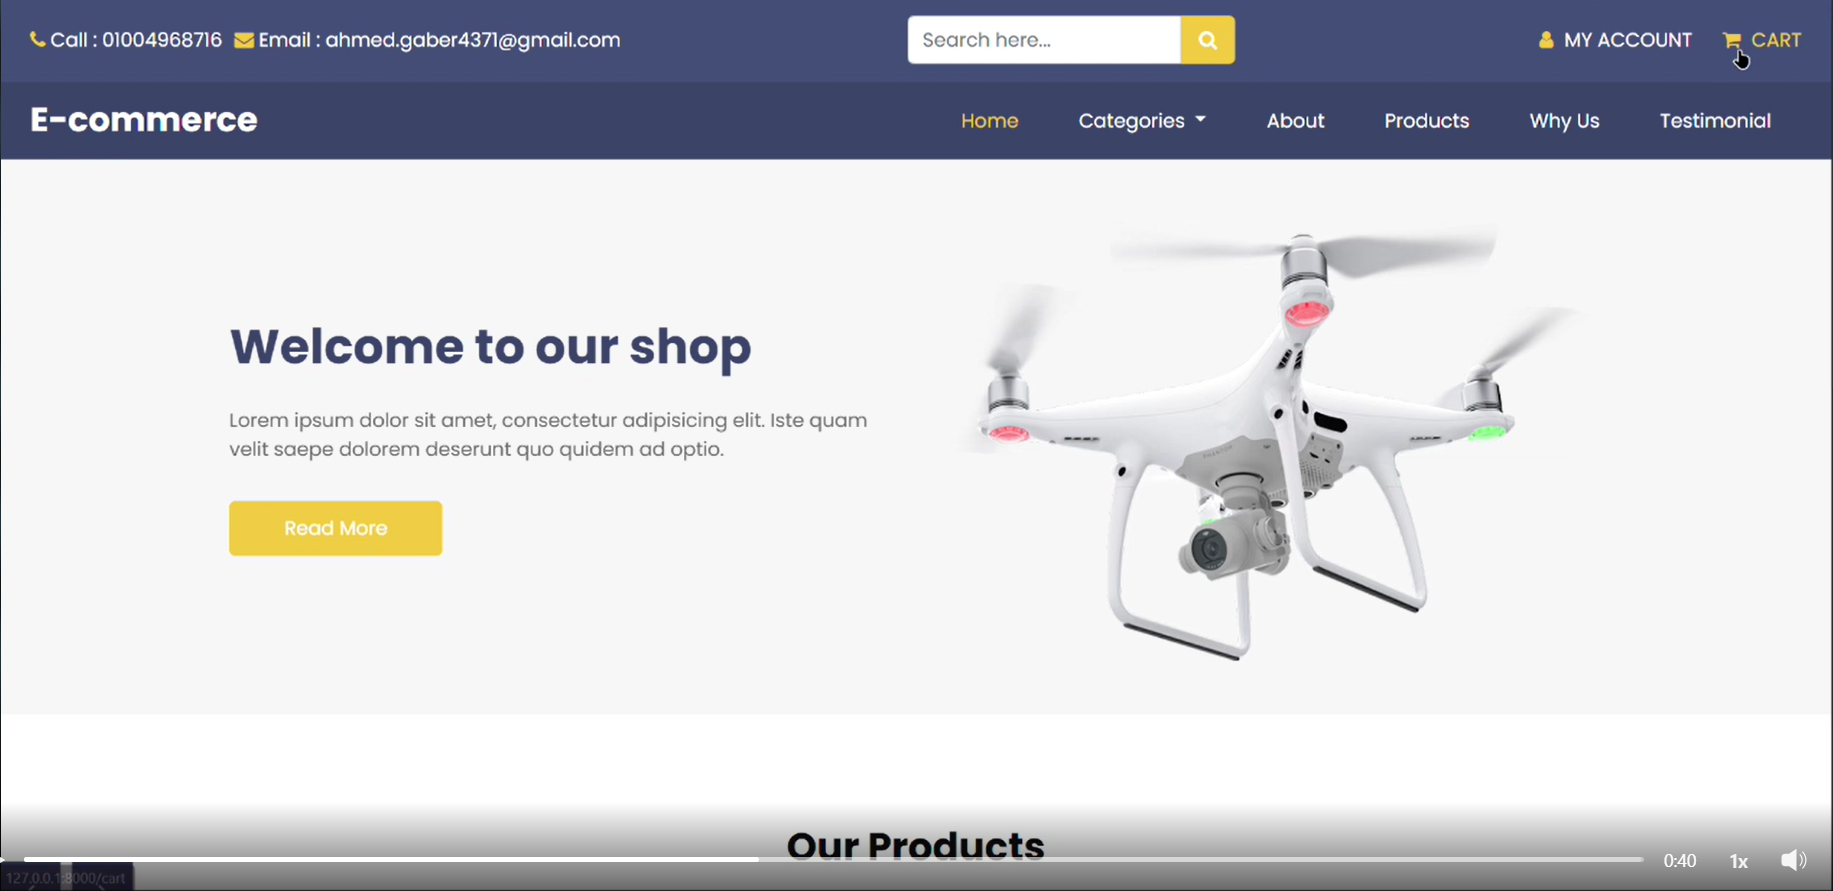 Call : 01004968716 Email : ahmed.gaber4371@gmail.com
Search here...
MY ACCOUNT
CART
E-commerce
Home Categories About Products Why Us Testimonial
Welcome to our shop
Lorem ipsum dolor sit amet, consectetur adipisicing elit. Iste quam
velit saepe dolorem deserunt quo quidem ad optio.
Read More
PHANTOM
Our Products
0:40 1x
127.0.0.1:8000/cart